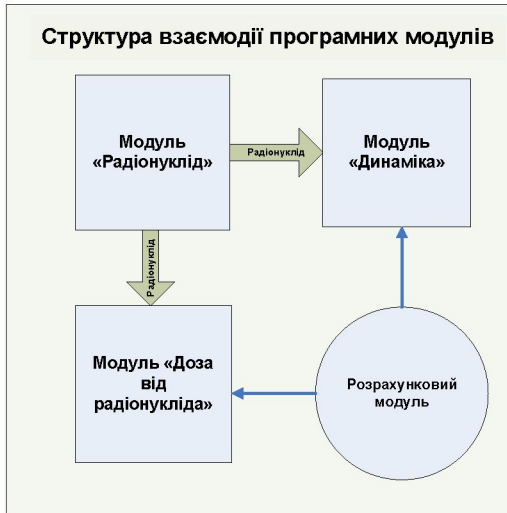 Структура взаємодії програмних модулів
Модуль
«Радіонуклід»
Радіонуклід
Модуль
«Динаміка»
Радіонуклід
Модуль «Доза
від
радіонукліда»
Розрахунковий
модуль